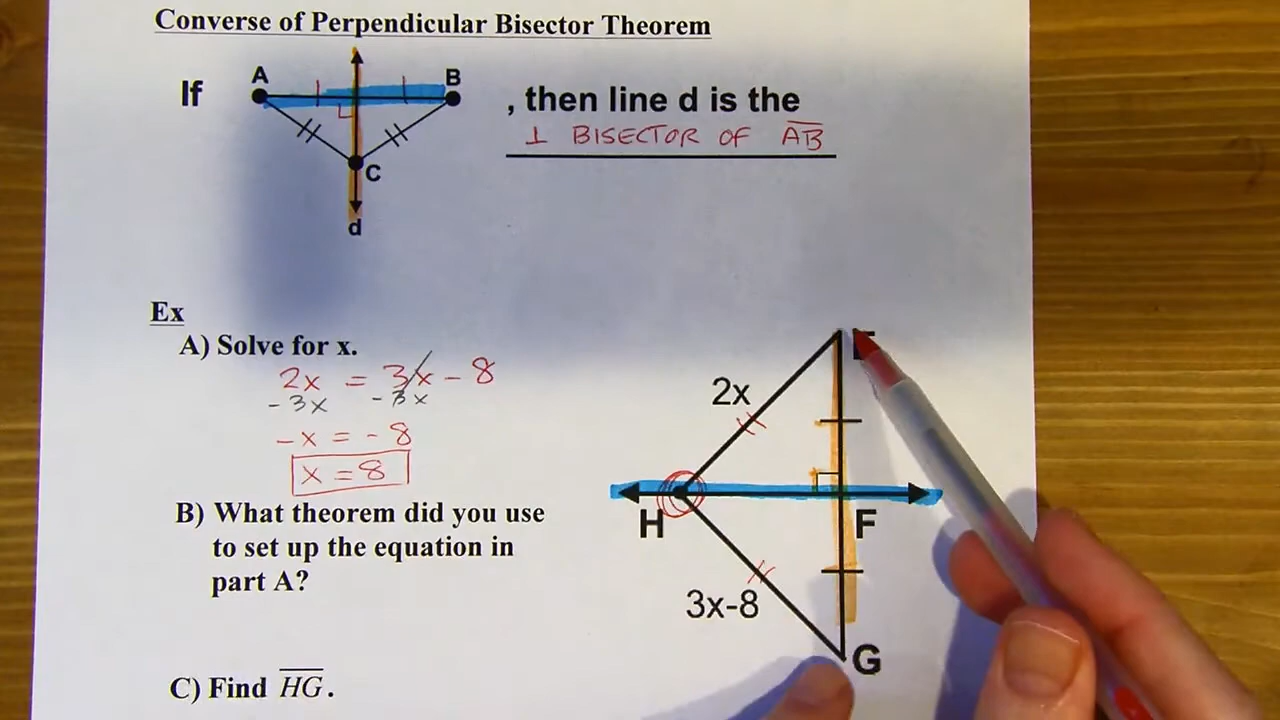 Converse of Perpendicular Bisector Theorem
If
A
B
C
d
, then line d is the
⊥ BISECTOR OF A̅B̅
Ex
A) Solve for x.
2x = 3x - 8
-3x -3x
-x = -8
x = 8
B) What theorem did you use
to set up the equation in
part A?
C) Find H̅G̅.
2x
H
F
3x-8
G